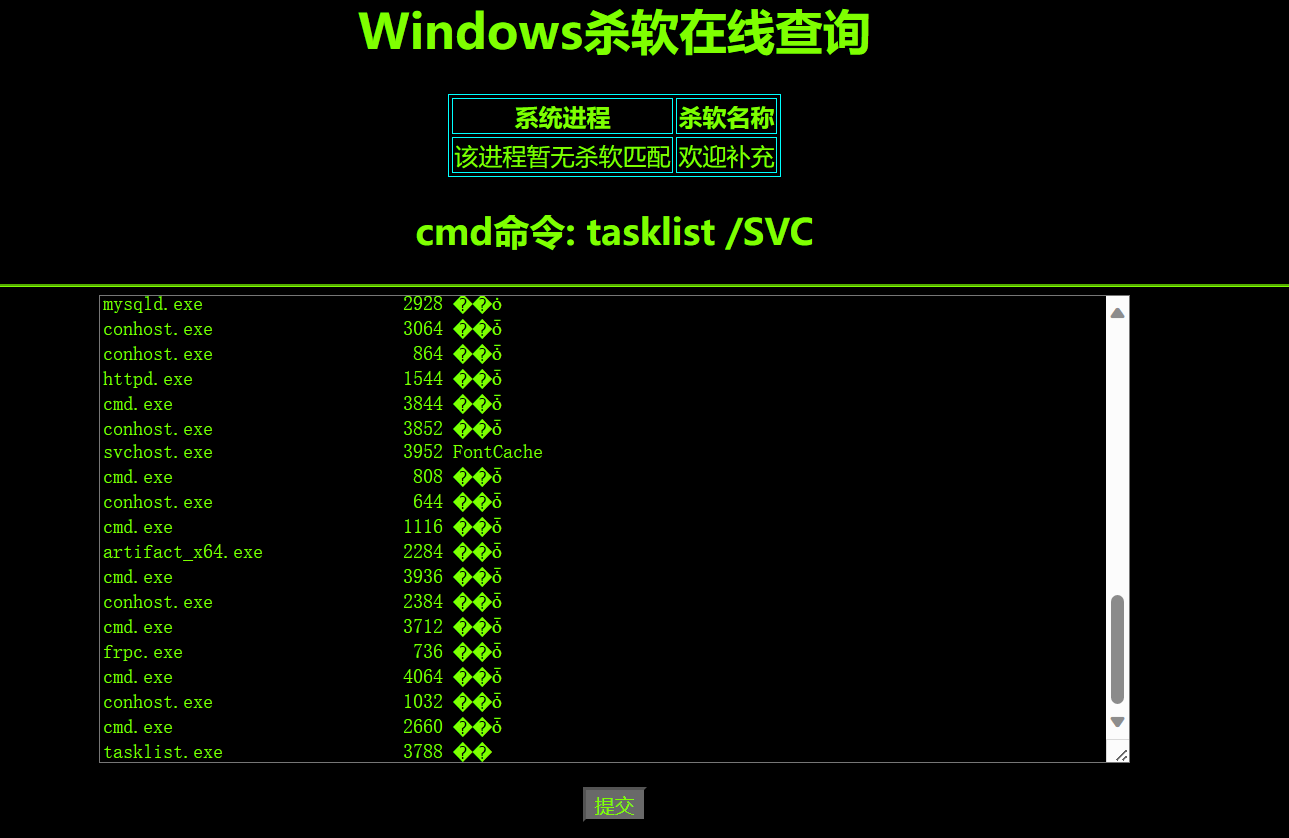 Windows杀软在线查询
系统进程 杀软名称
该进程暂无杀软匹配 欢迎补充
cmd命令: tasklist /SVC
mysqld.exe 2928 ��ȯ
conhost.exe 3064 ��ȱ
conhost.exe 864 ��ȱ
httpd.exe 1544 ��ȱ
cmd.exe 3844 ��ȱ
conhost.exe 3852 ��ȱ
svchost.exe 3952 FontCache
cmd.exe 808 ��ȱ
conhost.exe 644 ��ȱ
cmd.exe 1116 ��ȱ
artifact_x64.exe 2284 ��ȱ
cmd.exe 3936 ��ȱ
conhost.exe 2384 ��ȱ
cmd.exe 3712 ��ȱ
frpc.exe 736 ��ȱ
cmd.exe 4064 ��ȱ
conhost.exe 1032 ��ȱ
cmd.exe 2660 ��ȱ
tasklist.exe 3788 ��
提交